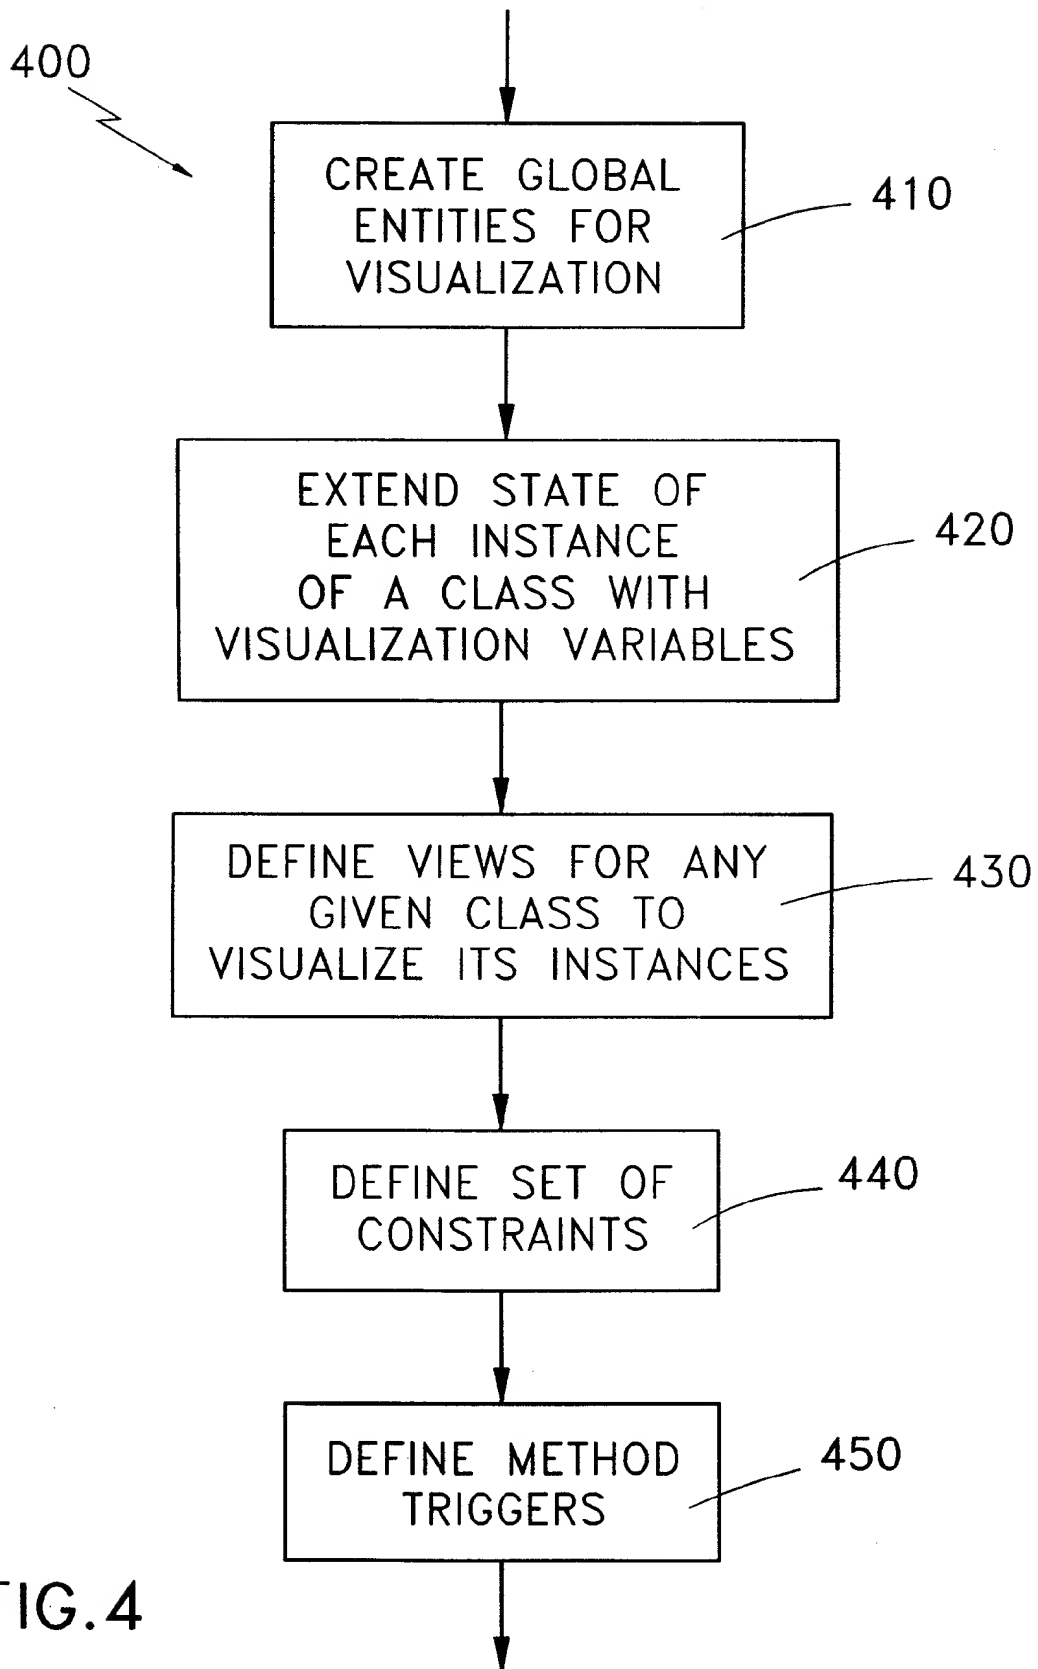 400
CREATE GLOBAL
ENTITIES FOR
VISUALIZATION
410
EXTEND STATE OF
EACH INSTANCE
OF A CLASS WITH
VISUALIZATION VARIABLES
420
DEFINE VIEWS FOR ANY
GIVEN CLASS TO
VISUALIZE ITS INSTANCES
430
DEFINE SET OF
CONSTRAINTS
440
DEFINE METHOD
TRIGGERS
450
FIG.4